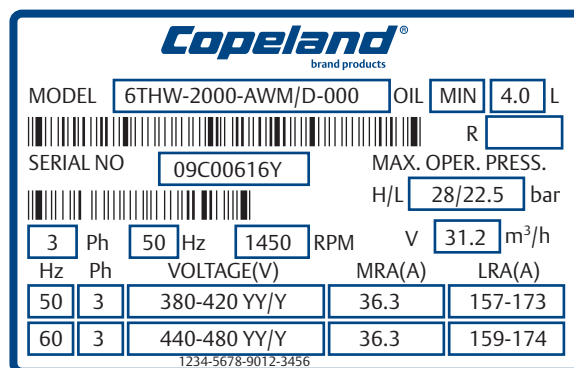 Copeland®
brand products
MODEL 6THW-2000-AWM/D-000 OIL MIN 4.0 L
R
SERIAL NO 09C00616Y MAX. OPER. PRESS.
H/L 28/22.5 bar
3 Ph 50 Hz 1450 RPM V 31.2 m³/h
Hz Ph VOLTAGE(V) MRA(A) LRA(A)
50 3 380-420 YY/Y 36.3 157-173
60 3 440-480 YY/Y 36.3 159-174
1234-5678-9012-3456